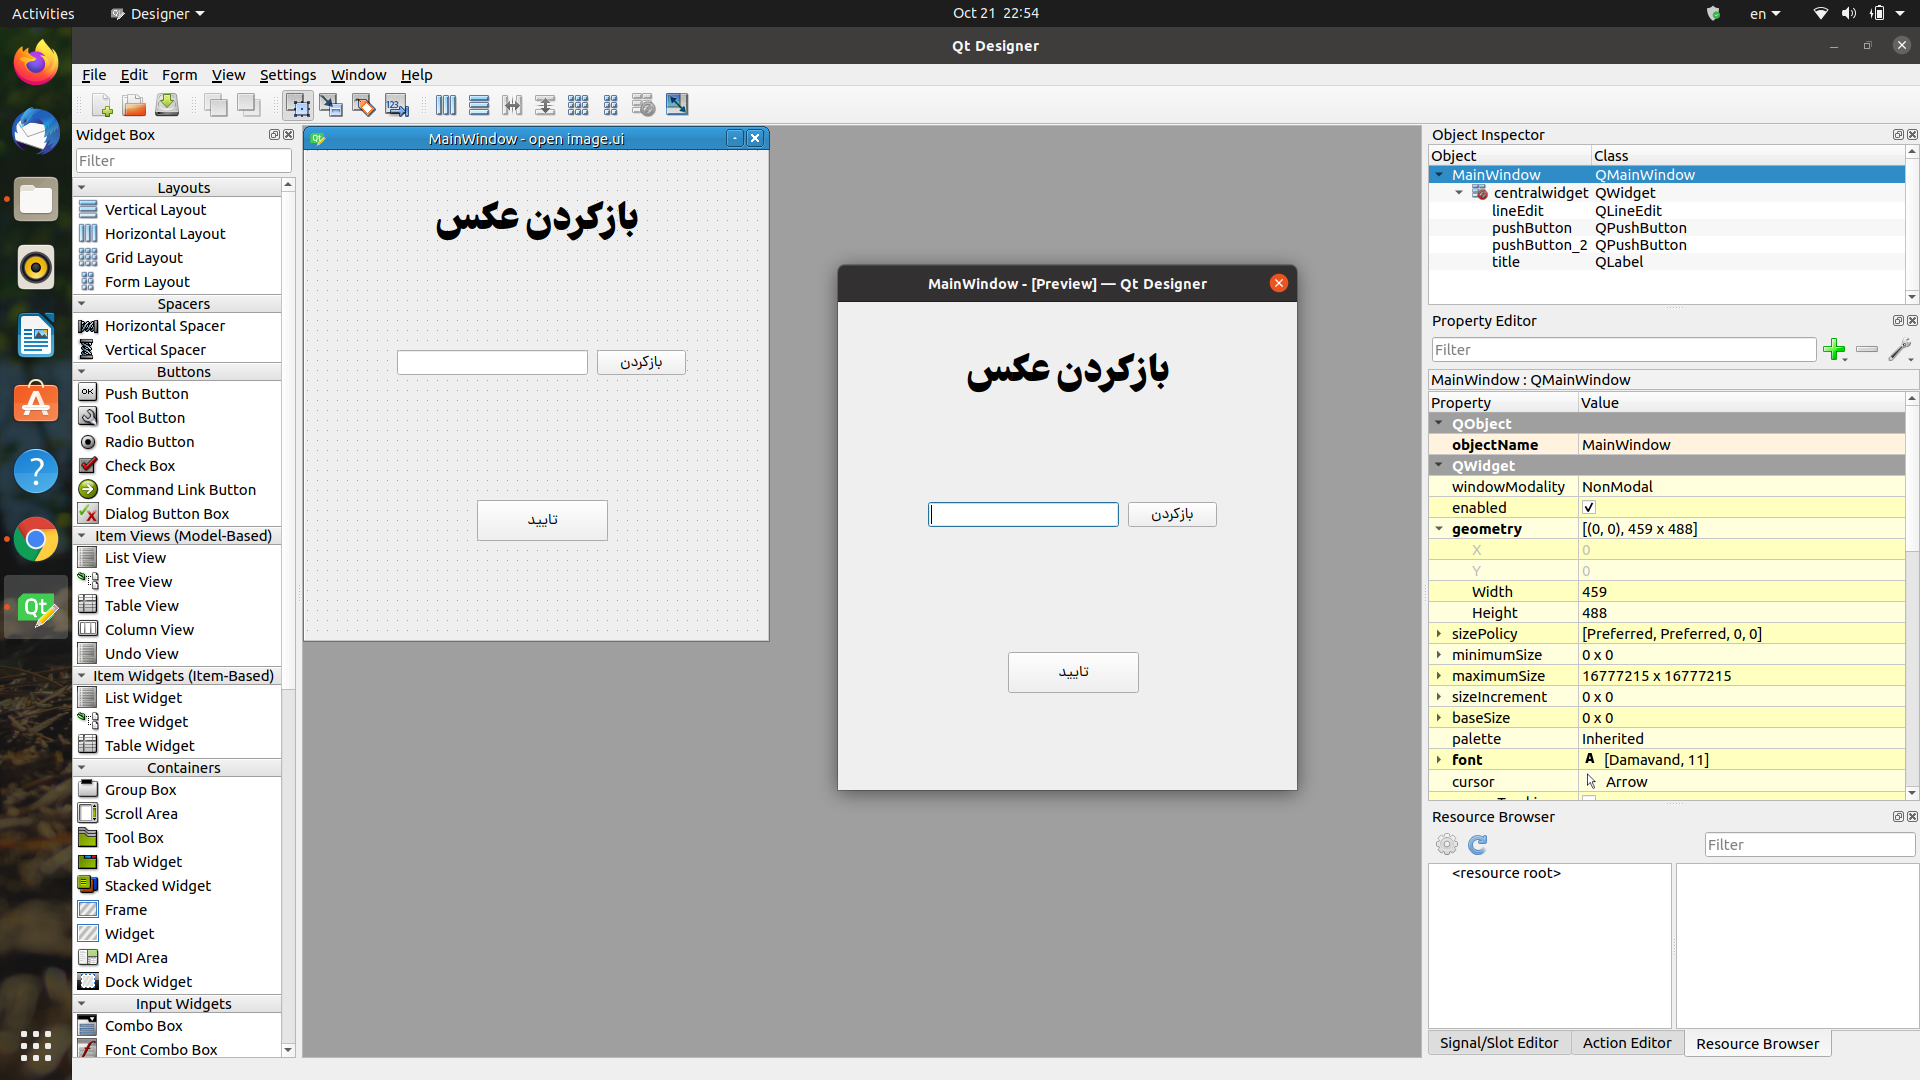 Activities
Designer
Oct 21 22:54
en
Qt Designer
File Edit Form View Settings Window Help
Widget Box
Filter
Layouts
Vertical Layout
Horizontal Layout
Grid Layout
Form Layout
Spacers
Horizontal Spacer
Vertical Spacer
Buttons
Push Button
Tool Button
Radio Button
Check Box
Command Link Button
Dialog Button Box
Item Views (Model-Based)
List View
Tree View
Table View
Column View
Undo View
Item Widgets (Item-Based)
List Widget
Tree Widget
Table Widget
Containers
Group Box
Scroll Area
Tool Box
Tab Widget
Stacked Widget
Frame
Widget
MDI Area
Dock Widget
Input Widgets
Combo Box
Font Combo Box
MainWindow - open image.ui
بازکردن عکس
بازکردن
تایید
MainWindow - [Preview] — Qt Designer
بازکردن عکس
بازکردن
تایید
Object Inspector
Object Class
MainWindow QMainWindow
centralwidget QWidget
lineEdit QLineEdit
pushButton QPushButton
pushButton_2 QPushButton
title QLabel
Property Editor
Filter
MainWindow : QMainWindow
Property Value
QObject
objectName MainWindow
QWidget
windowModality NonModal
enabled
geometry [(0, 0), 459 x 488]
X 0
Y 0
Width 459
Height 488
sizePolicy [Preferred, Preferred, 0, 0]
minimumSize 0 x 0
maximumSize 16777215 x 16777215
sizeIncrement 0 x 0
baseSize 0 x 0
palette Inherited
font A [Damavand, 11]
cursor Arrow
Resource Browser
Filter
<resource root>
Signal/Slot Editor Action Editor Resource Browser